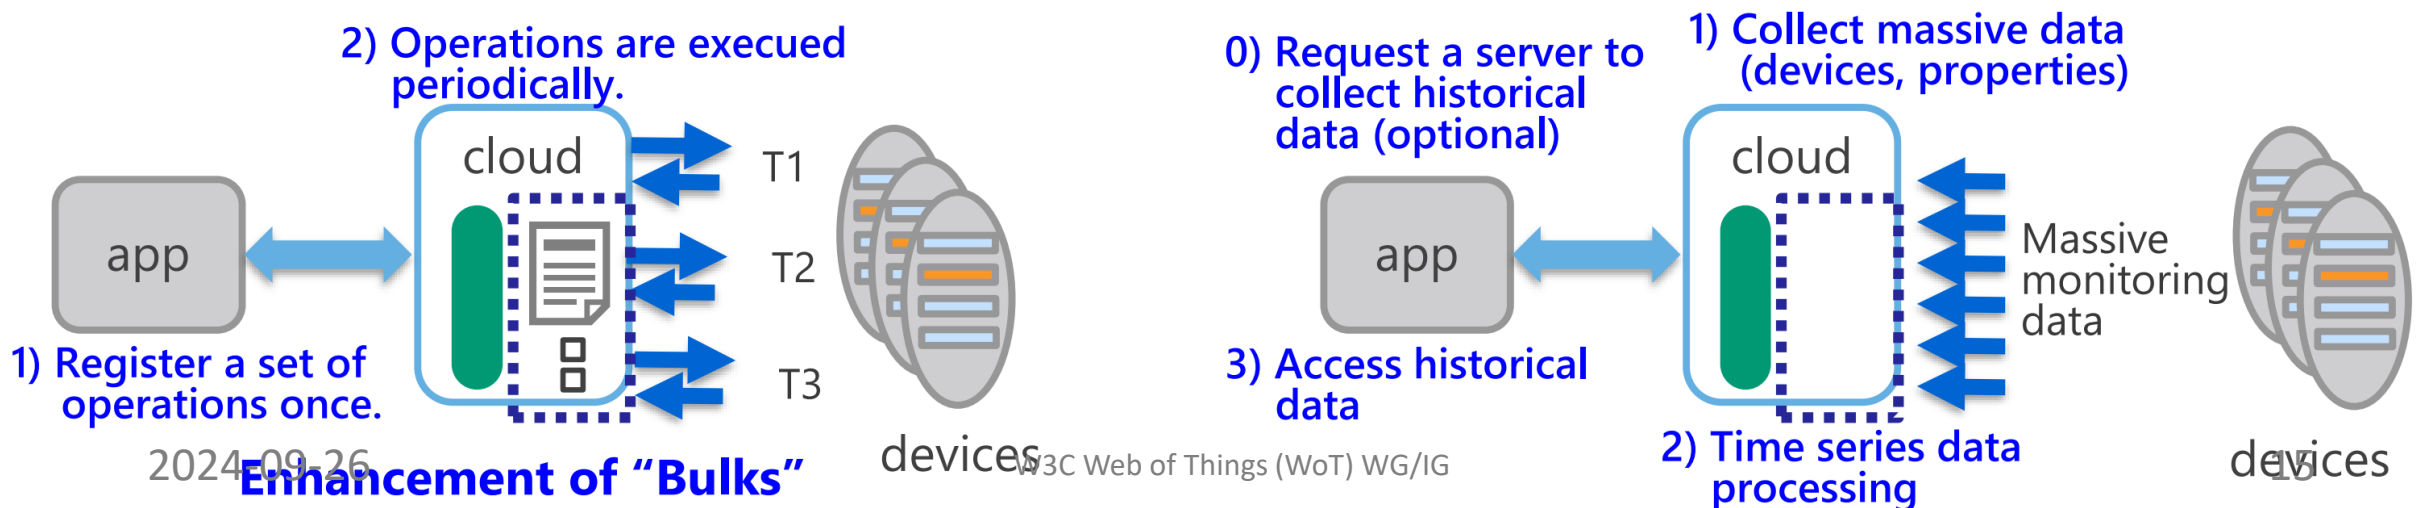 2) Operations are execued
periodically.
cloud
T1
app
T2
T3
1) Register a set of
operations once.
devices
2024-09-26
Enhancement of “Bulks”
W3C Web of Things (WoT) WG/IG
0) Request a server to
collect historical
data (optional)
1) Collect massive data
(devices, properties)
cloud
app
Massive
monitoring
data
3) Access historical
data
2) Time series data
processing
devices
15